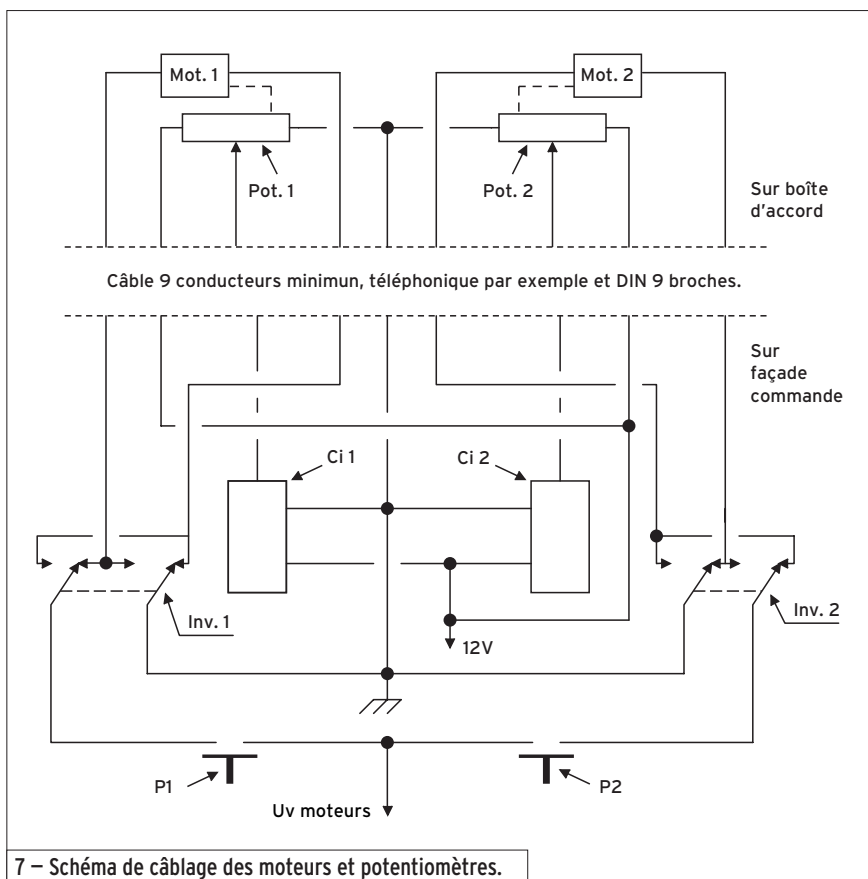 Mot. 1
Mot. 2
Pot. 1
Pot. 2
Sur boîte
d'accord
Câble 9 conducteurs minimun, téléphonique par exemple et DIN 9 broches.
Sur
façade
commande
Ci 1
Ci 2
Inv. 1
Inv. 2
12V
P1
P2
Uv moteurs
7 – Schéma de câblage des moteurs et potentiomètres.